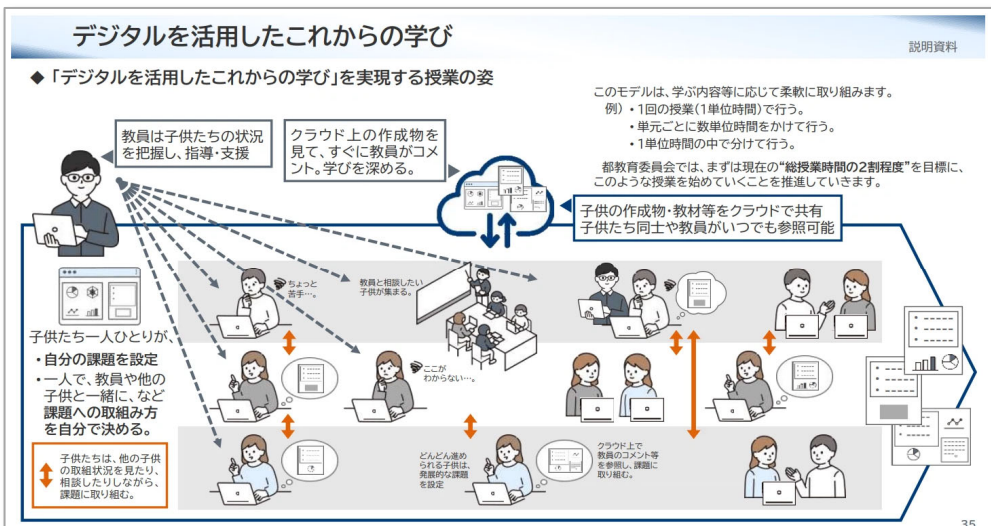 デジタルを活用したこれからの学び
説明資料
◆ 「デジタルを活用したこれからの学び」を実現する授業の姿
このモデルは、学ぶ内容等に応じて柔軟に取り組みます。
例) ・1回の授業(1単位時間)で行う。
・単元ごとに数単位時間をかけて行う。
・1単位時間の中で分けて行う。
都教育委員会では、まずは現在の“総授業時間の2割程度”を目標に、
このような授業を始めていくことを推進していきます。
教員は子供たちの状況
を把握し、指導・支援
クラウド上の作成物を
見て、すぐに教員がコメ
ント。学びを深める。
子供の作成物・教材等をクラウドで共有
子供たち同士や教員がいつでも参照可能
ちょっと
苦手…。
教員と相談したい
子供が集まる。
子供たち一人ひとりが、
・自分の課題を設定
・一人で、教員や他の
子供と一緒に、など
課題への取組み方
を自分で決める。
ここが
わからない…。
子供たちは、他の子供
の取組状況を見たり、
相談したりしながら、
課題に取り組む。
どんどん進め
られる子供は、
発展的な課題
を設定
クラウド上で
教員のコメント等
を参照し、課題に
取り組む。
35